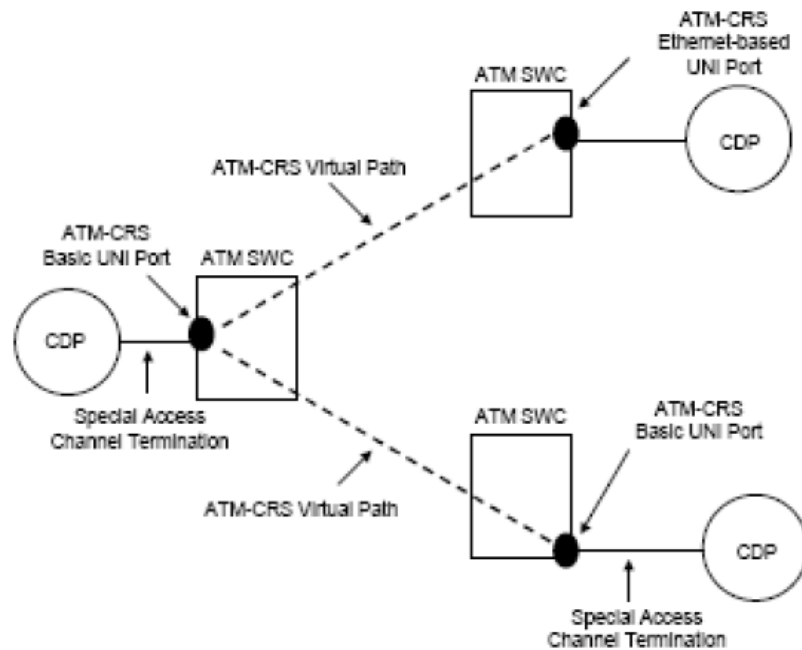 ATM-CRS
Ethernet-based
UNI Port
ATM SWC
CDP
ATM-CRS Virtual Path
ATM-CRS
Basic UNI Port
ATM SWC
CDP
Special Access
Channel Termination
ATM SWC
ATM-CRS
Basic UNI Port
ATM-CRS Virtual Path
CDP
Special Access
Channel Termination